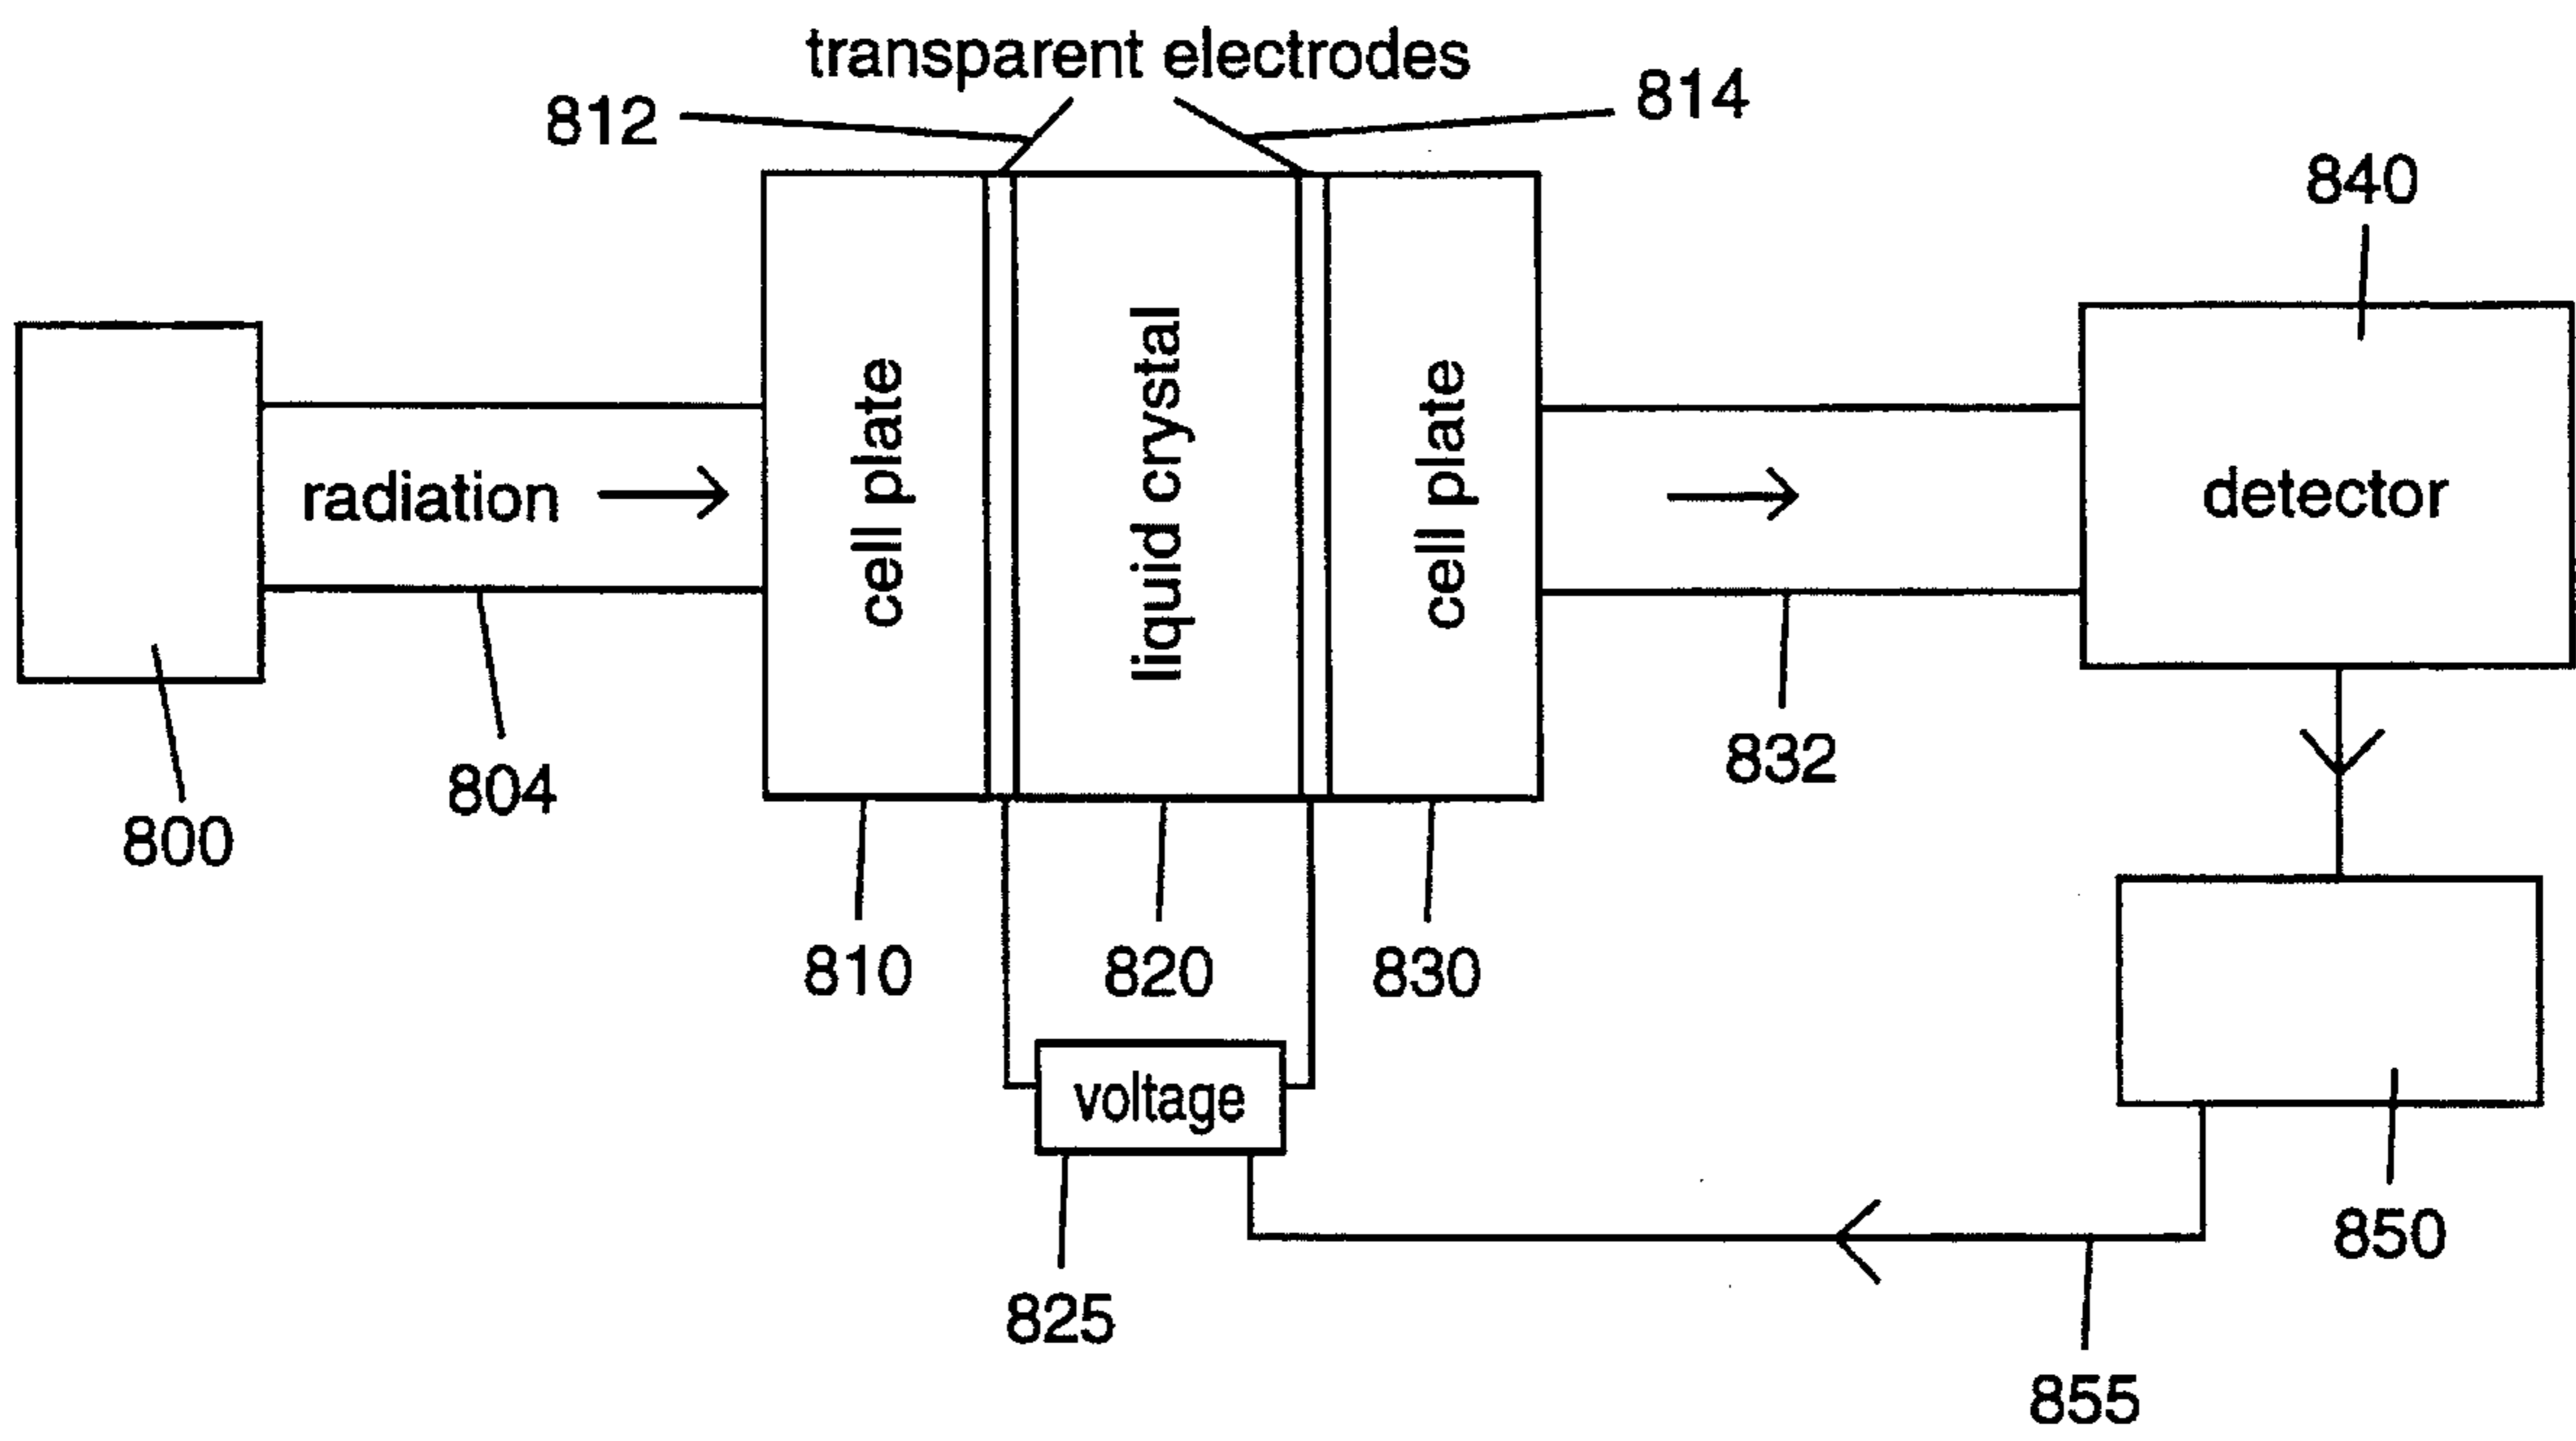 transparent electrodes
812
814
840
radiation
cell plate
liquid crystal
cell plate
detector
804
832
800
810
820
830
voltage
825
850
855